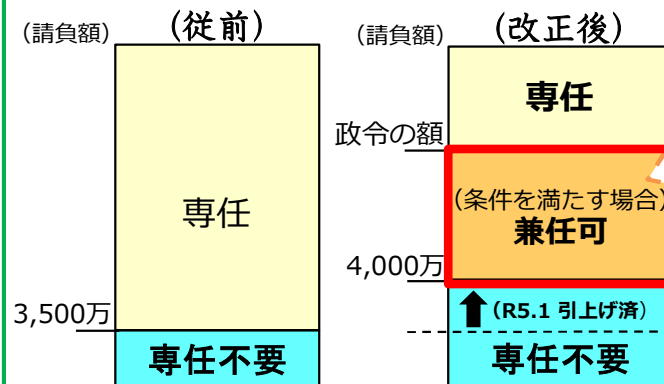 (従前)
(請負額)
専任
3,500万
専任不要
(改正後)
(請負額)
専任
政令の額
(条件を満たす場合)
兼任可
4,000万
(R5.1 引上げ済)
専任不要